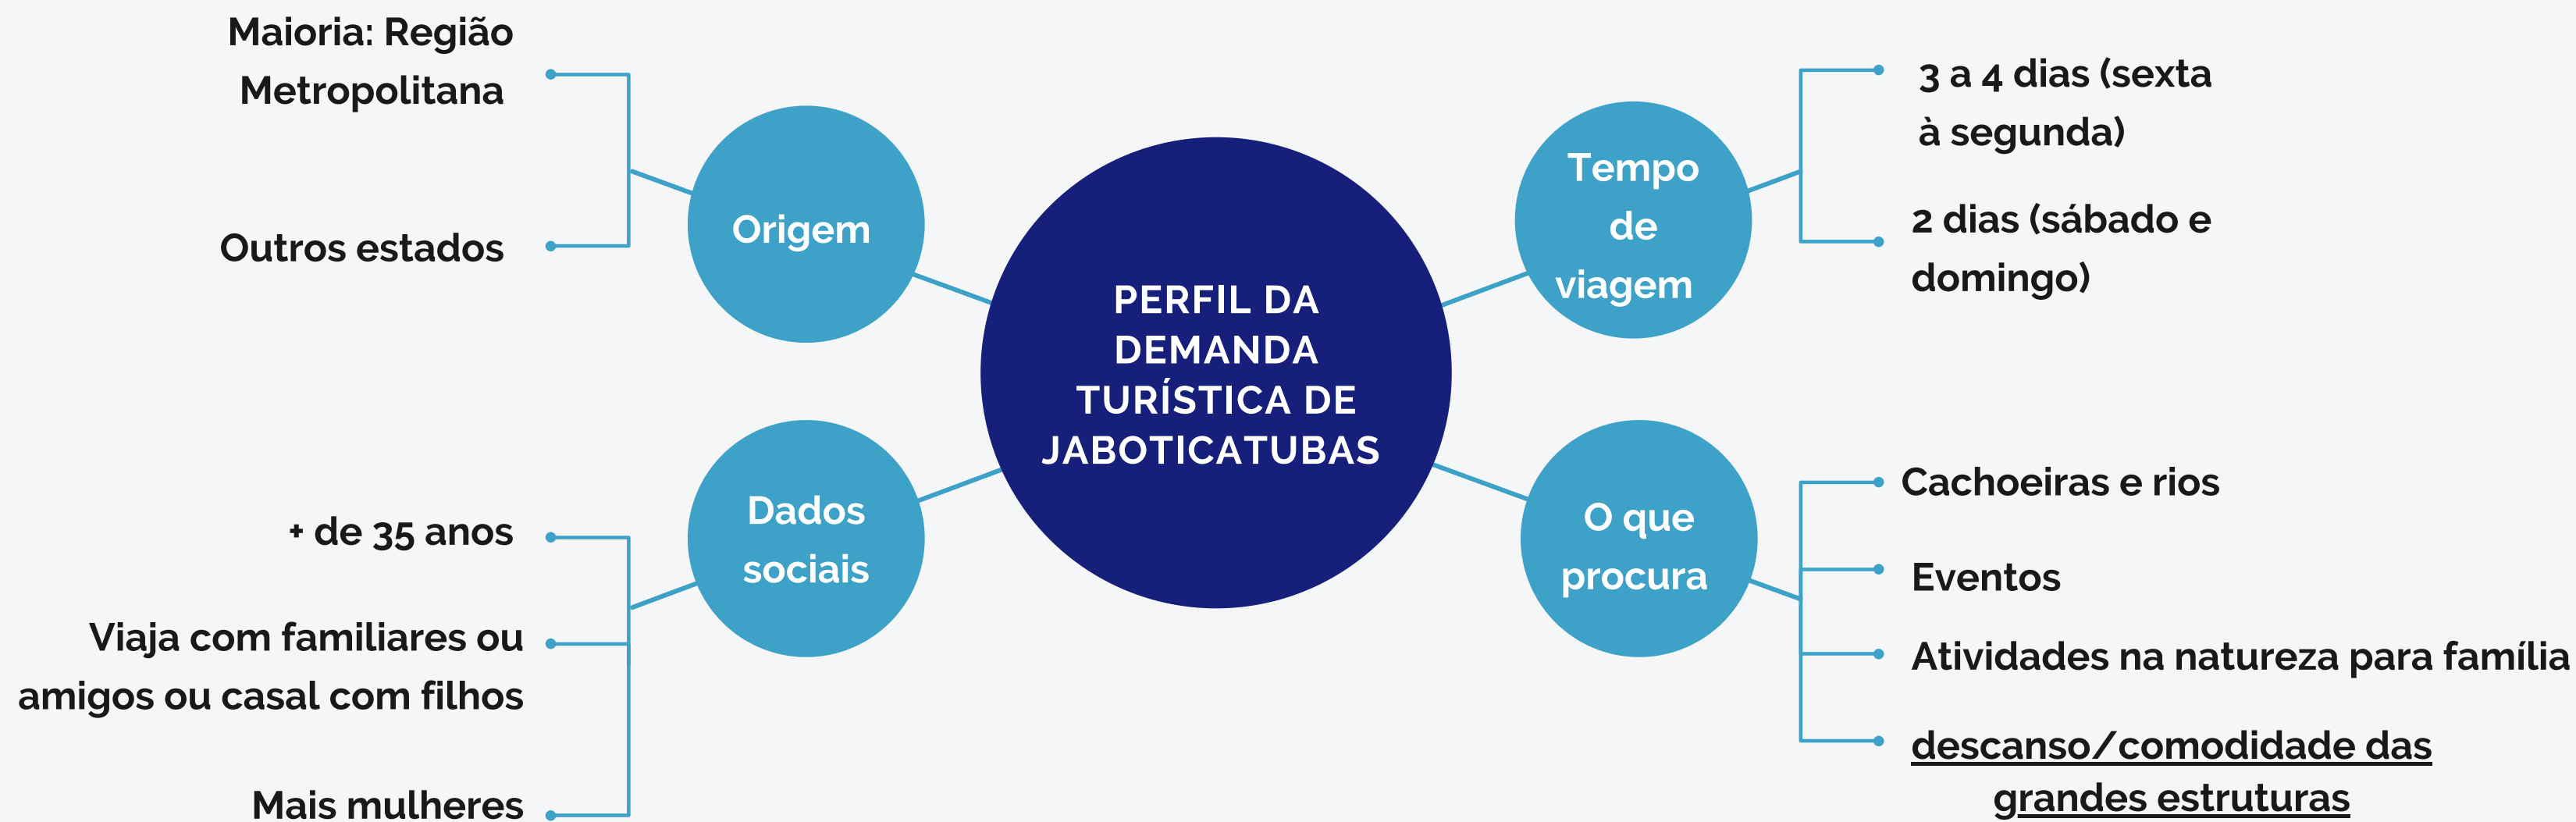 Maioria: Região
Metropolitana
Outros estados
Origem
+ de 35 anos
Viaja com familiares ou
amigos ou casal com filhos
Mais mulheres
Dados
sociais
PERFIL DA
DEMANDA
TURÍSTICA DE
JABOTICATUBAS
Tempo
de
viagem
3 a 4 dias (sexta
à segunda)
2 dias (sábado e
domingo)
O que
procura
Cachoeiras e rios
Eventos
Atividades na natureza para família
descanso/comodidade das
grandes estruturas